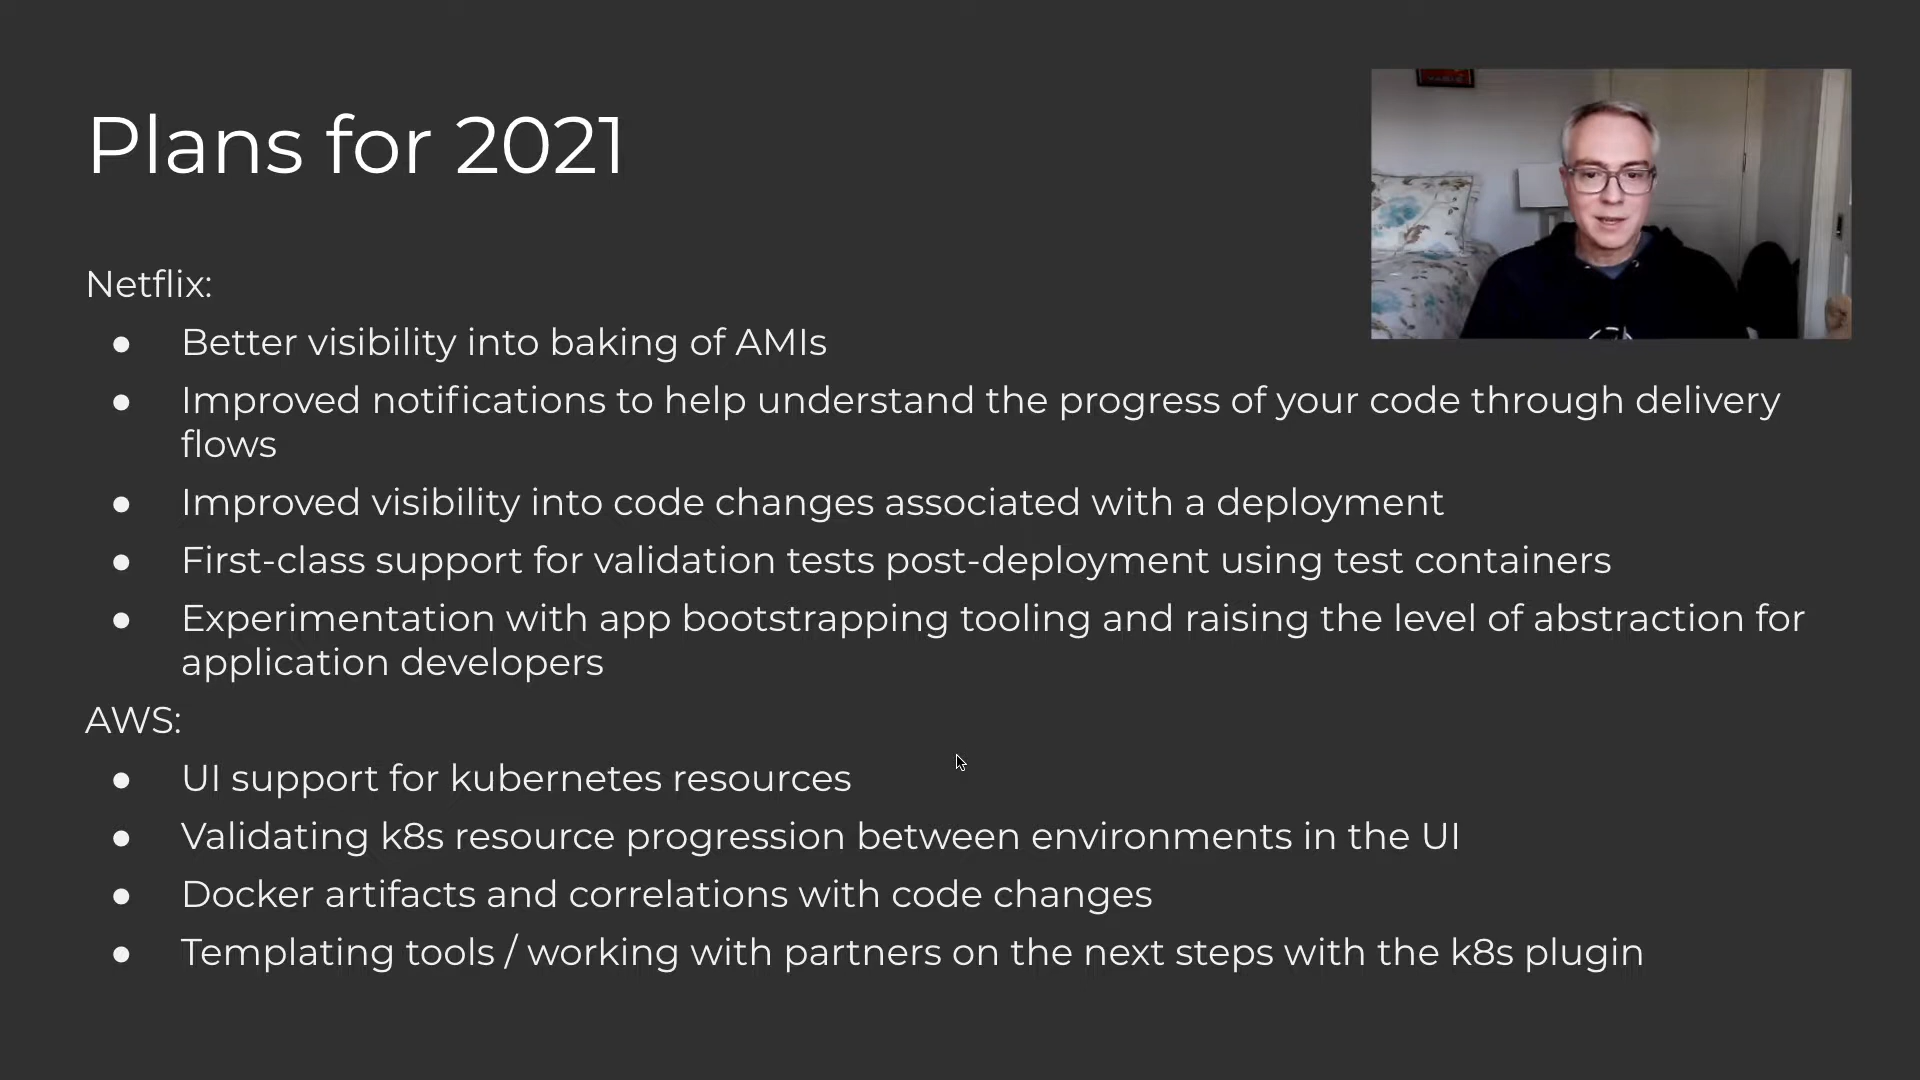 Plans for 2021
Netflix:
● Better visibility into baking of AMIs
● Improved notifications to help understand the progress of your code through delivery
flows
● Improved visibility into code changes associated with a deployment
● First-class support for validation tests post-deployment using test containers
● Experimentation with app bootstrapping tooling and raising the level of abstraction for
application developers
AWS:
● UI support for kubernetes resources
● Validating k8s resource progression between environments in the UI
● Docker artifacts and correlations with code changes
● Templating tools / working with partners on the next steps with the k8s plugin